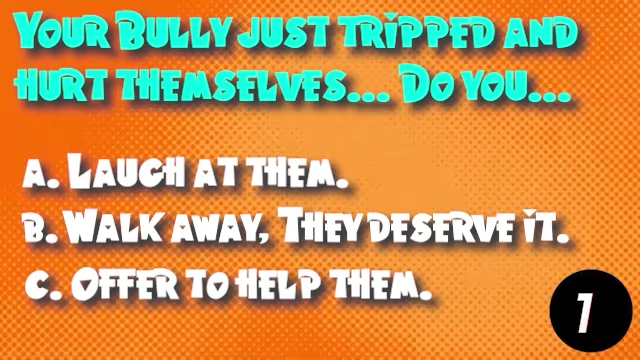 Your Bully just tripped and
hurt themselves... Do you...
A. Laugh at them.
B. Walk away, They deserve it.
C. Offer to help them.
1